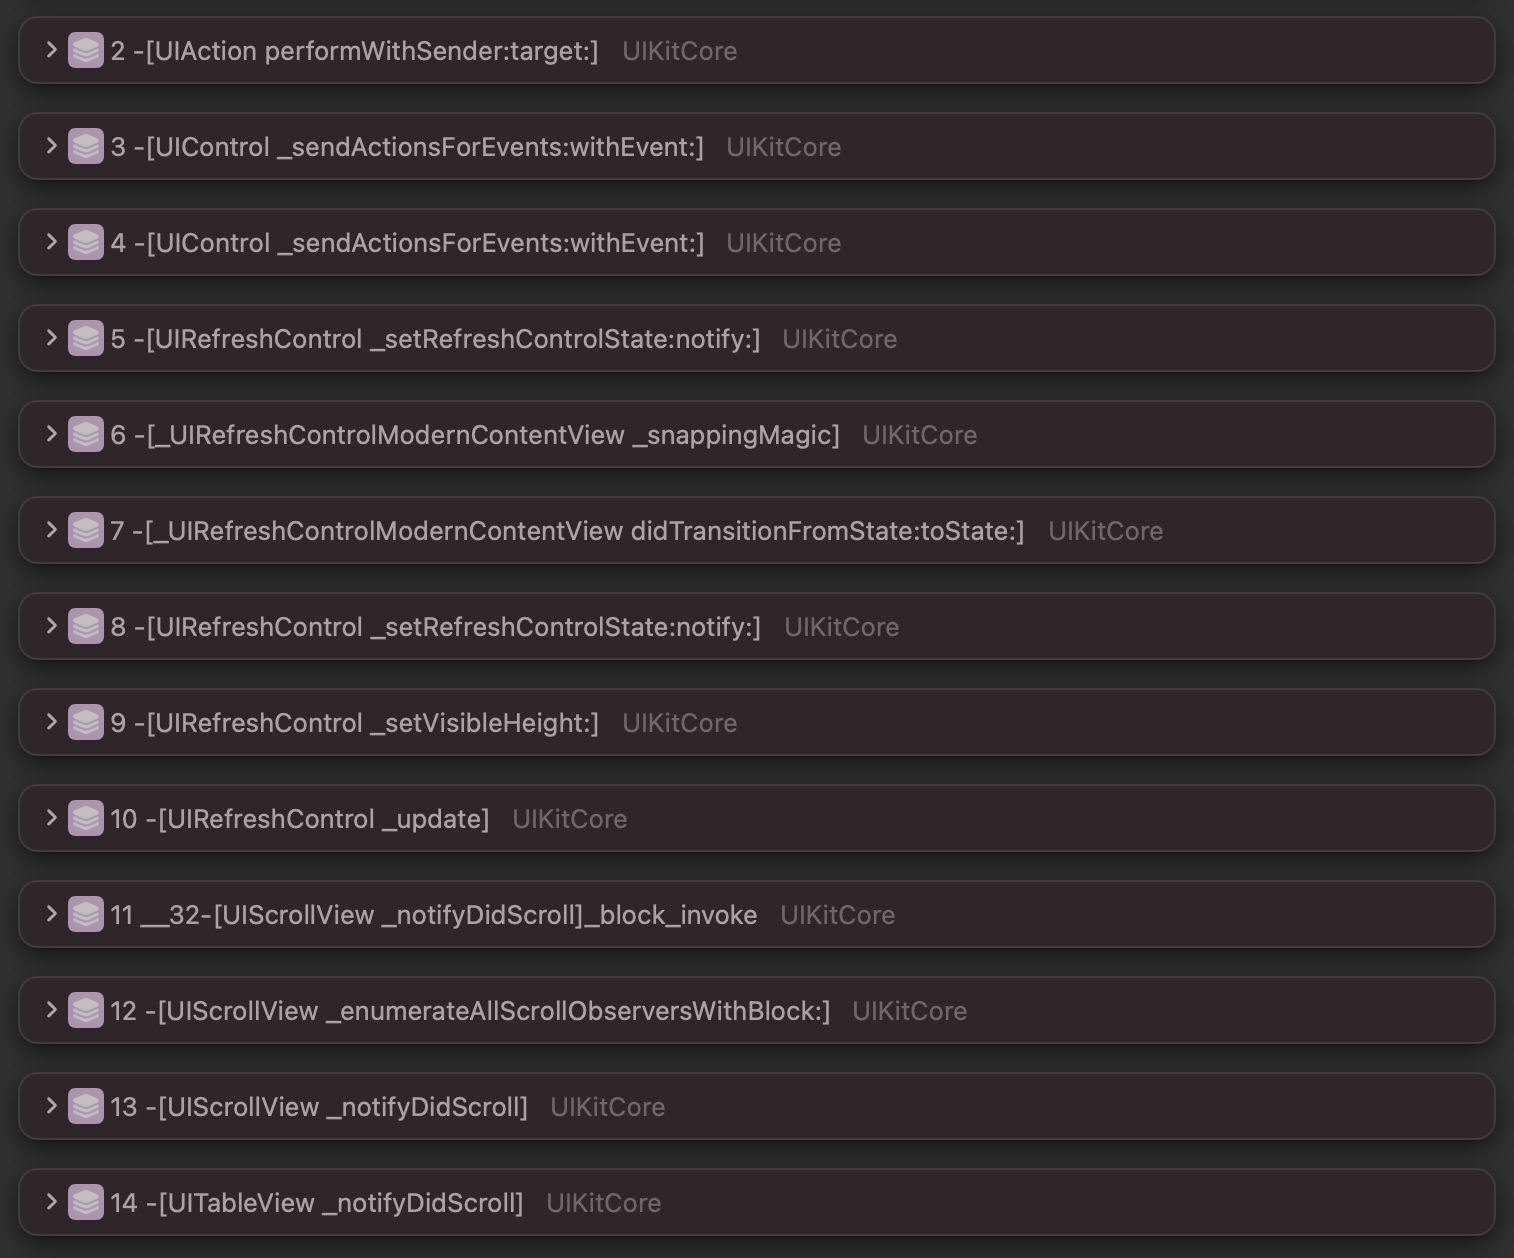 2 -[UIAction performWithSender:target:] UIKitCore
3 -[UIControl _sendActionsForEvents:withEvent:] UIKitCore
4 -[UIControl _sendActionsForEvents:withEvent:] UIKitCore
5 -[UIRefreshControl _setRefreshControlState:notify:] UIKitCore
6 -[_UIRefreshControlModernContentView _snappingMagic] UIKitCore
7 -[_UIRefreshControlModernContentView didTransitionFromState:toState:] UIKitCore
8 -[UIRefreshControl _setRefreshControlState:notify:] UIKitCore
9 -[UIRefreshControl _setVisibleHeight:] UIKitCore
10 -[UIRefreshControl _update] UIKitCore
11 __32-[UIScrollView _notifyDidScroll]_block_invoke UIKitCore
12 -[UIScrollView _enumerateAllScrollObserversWithBlock:] UIKitCore
13 -[UIScrollView _notifyDidScroll] UIKitCore
14 -[UITableView _notifyDidScroll] UIKitCore